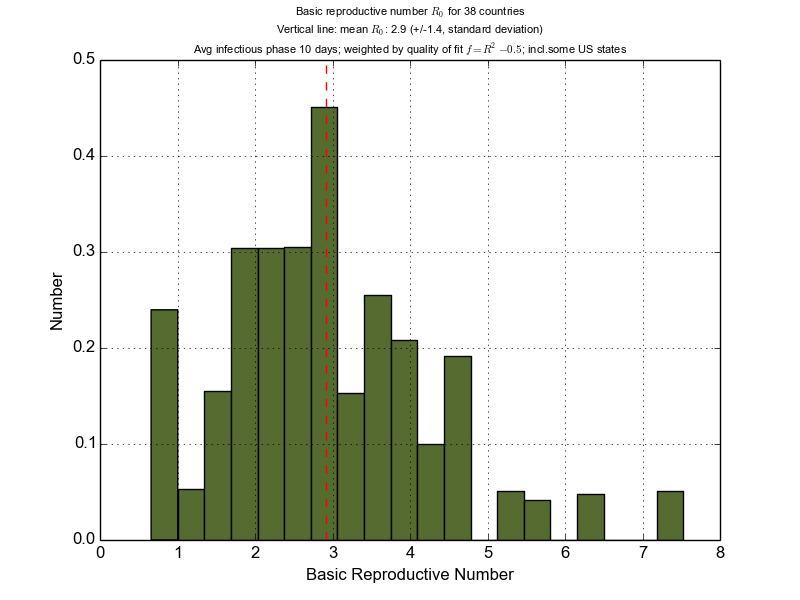 Basic reproductive number R₀ for 38 countries
Vertical line: mean R₀: 2.9 (+/-1.4, standard deviation)
Avg infectious phase 10 days; weighted by quality of fit f=R² −0.5; incl.some US states
0.5
0.4
0.3
0.2
0.1
0.0
Number
0 1 2 3 4 5 6 7 8
Basic Reproductive Number